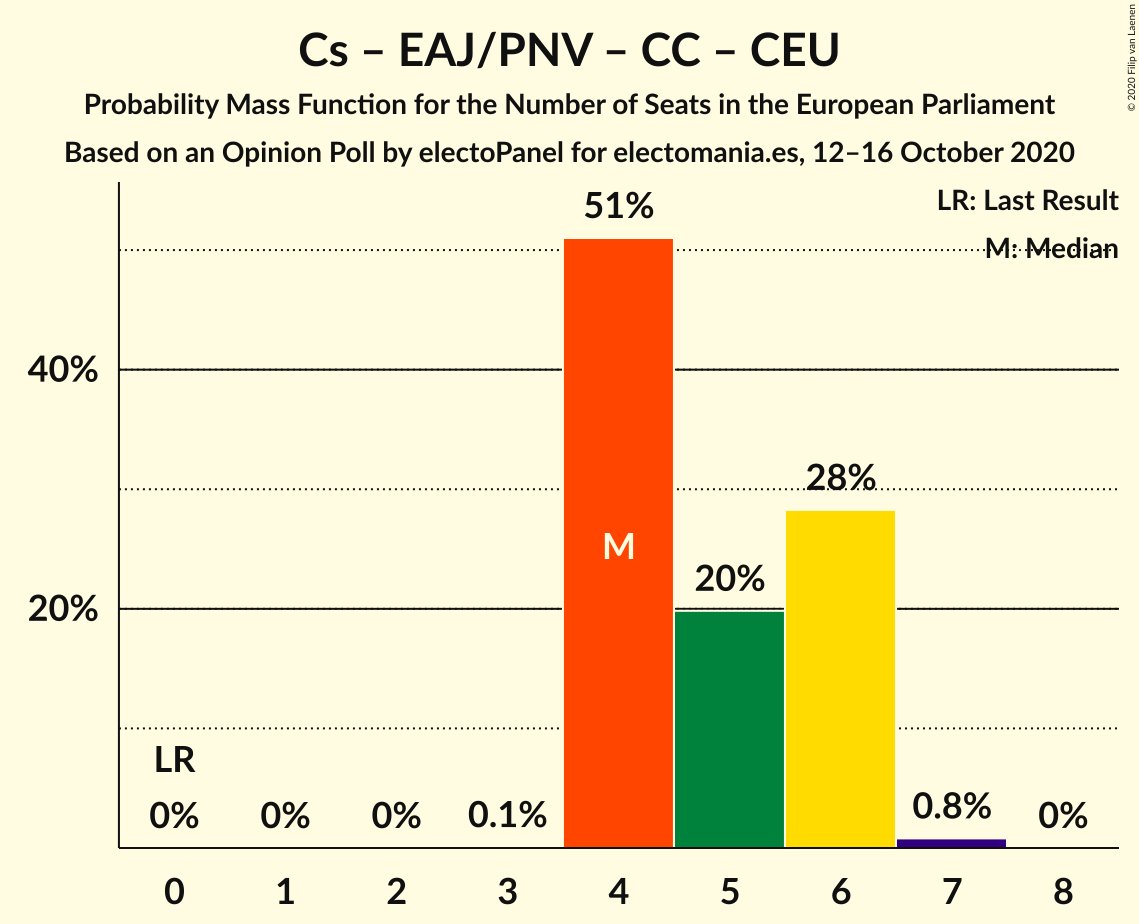 Cs – EAJ/PNV – CC – CEU
© 2020 Filip van Laenen
Probability Mass Function for the Number of Seats in the European Parliament
Based on an Opinion Poll by electoPanel for electomania.es, 12–16 October 2020
LR: Last Result
M: Median
51%
40%
28%
M
20%
20%
LR
0% 0% 0% 0.1% 0.8% 0%
0 1 2 3 4 5 6 7 8